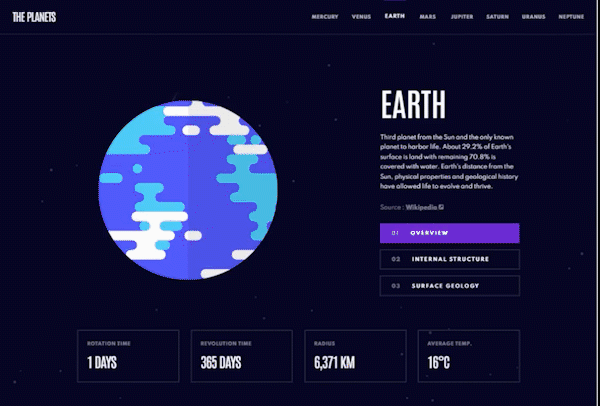 THE PLANETS
MERCURY VENUS EARTH MARS JUPITER SATURN URANUS NEPTUNE
EARTH
Third planet from the Sun and the only known
planet to harbor life. About 29.2% of Earth's
surface is land with remaining 70.8% is
covered with water. Earth's distance from the
Sun, physical properties and geological history
have allowed life to evolve and thrive.
Source : Wikipedia
01 OVERVIEW
02 INTERNAL STRUCTURE
03 SURFACE GEOLOGY
ROTATION TIME
1 DAYS
REVOLUTION TIME
365 DAYS
RADIUS
6,371 KM
AVERAGE TEMP.
16°C